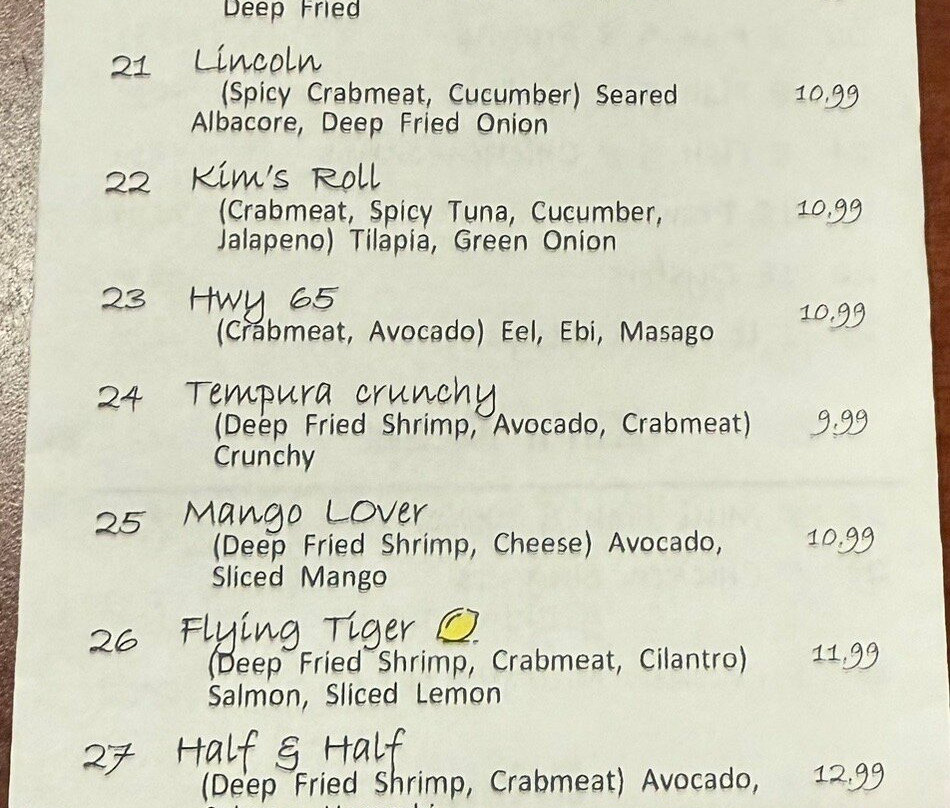 Deep Fried
21 Lincoln
(Spicy Crabmeat, Cucumber) Seared 10.99
Albacore, Deep Fried Onion
22 Kim's Roll
(Crabmeat, Spicy Tuna, Cucumber, 10.99
Jalapeno) Tilapia, Green Onion
23 Hwy 65
(Crabmeat, Avocado) Eel, Ebi, Masago 10.99
24 Tempura crunchy
(Deep Fried Shrimp, Avocado, Crabmeat) 9.99
Crunchy
25 Mango LOver
(Deep Fried Shrimp, Cheese) Avocado, 10.99
Sliced Mango
26 Flying Tiger
(Deep Fried Shrimp, Crabmeat, Cilantro) 11.99
Salmon, Sliced Lemon
27 Half & Half
(Deep Fried Shrimp, Crabmeat) Avocado, 12.99